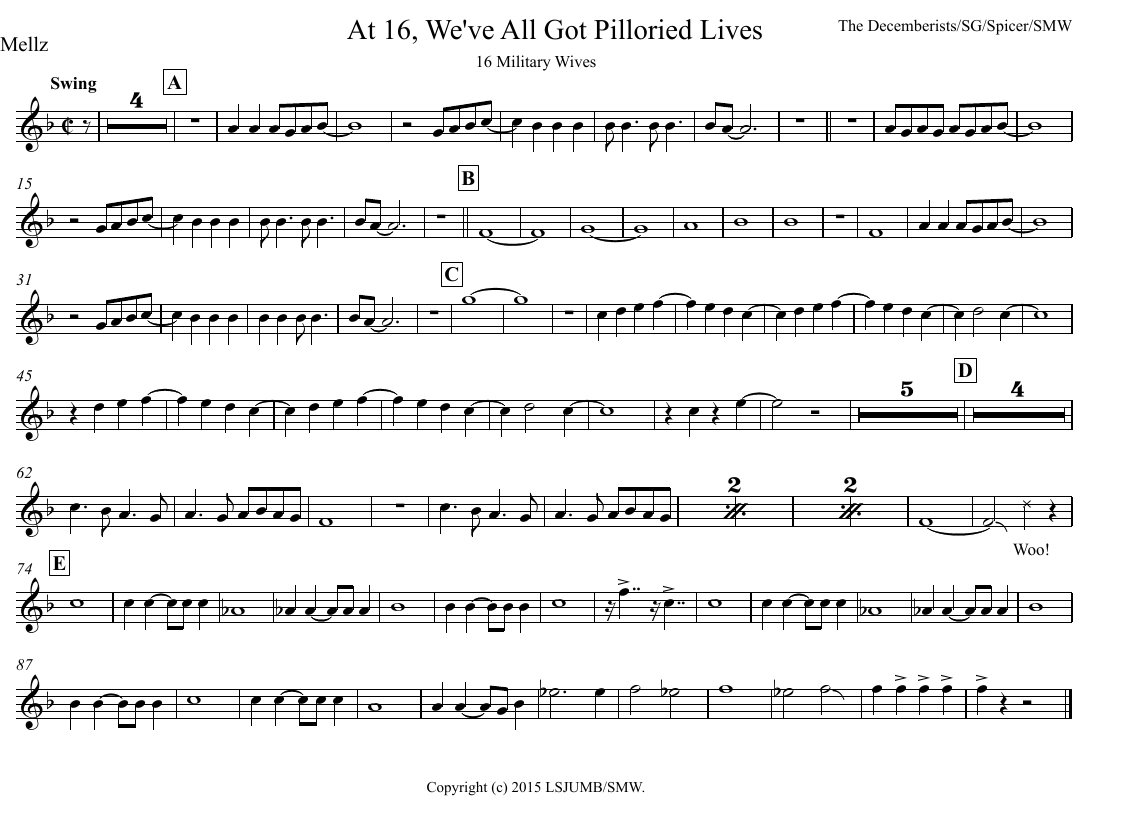 At 16, We've All Got Pilloried Lives
The Decemberists/SG/Spicer/SMW
Mellz
16 Military Wives
Swing
4
A
15
B
31
C
45
5
D
4
62
2
2
Woo!
E
74
87
Copyright (c) 2015 LSJUMB/SMW.